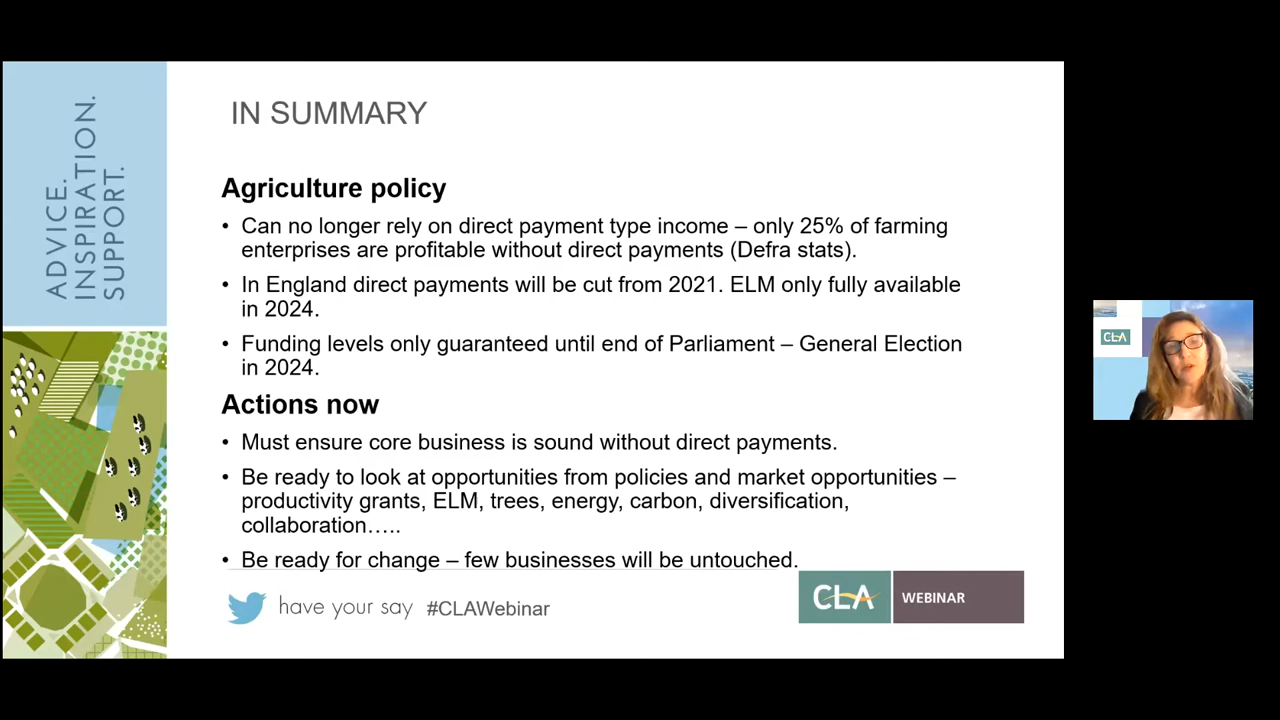 ADVICE.
INSPIRATION.
SUPPORT.
IN SUMMARY
Agriculture policy
• Can no longer rely on direct payment type income – only 25% of farming
enterprises are profitable without direct payments (Defra stats).
• In England direct payments will be cut from 2021. ELM only fully available
in 2024.
• Funding levels only guaranteed until end of Parliament – General Election
in 2024.
Actions now
• Must ensure core business is sound without direct payments.
• Be ready to look at opportunities from policies and market opportunities –
productivity grants, ELM, trees, energy, carbon, diversification,
collaboration…..
• Be ready for change – few businesses will be untouched.
have your say #CLAWebinar
CLA WEBINAR
CLA